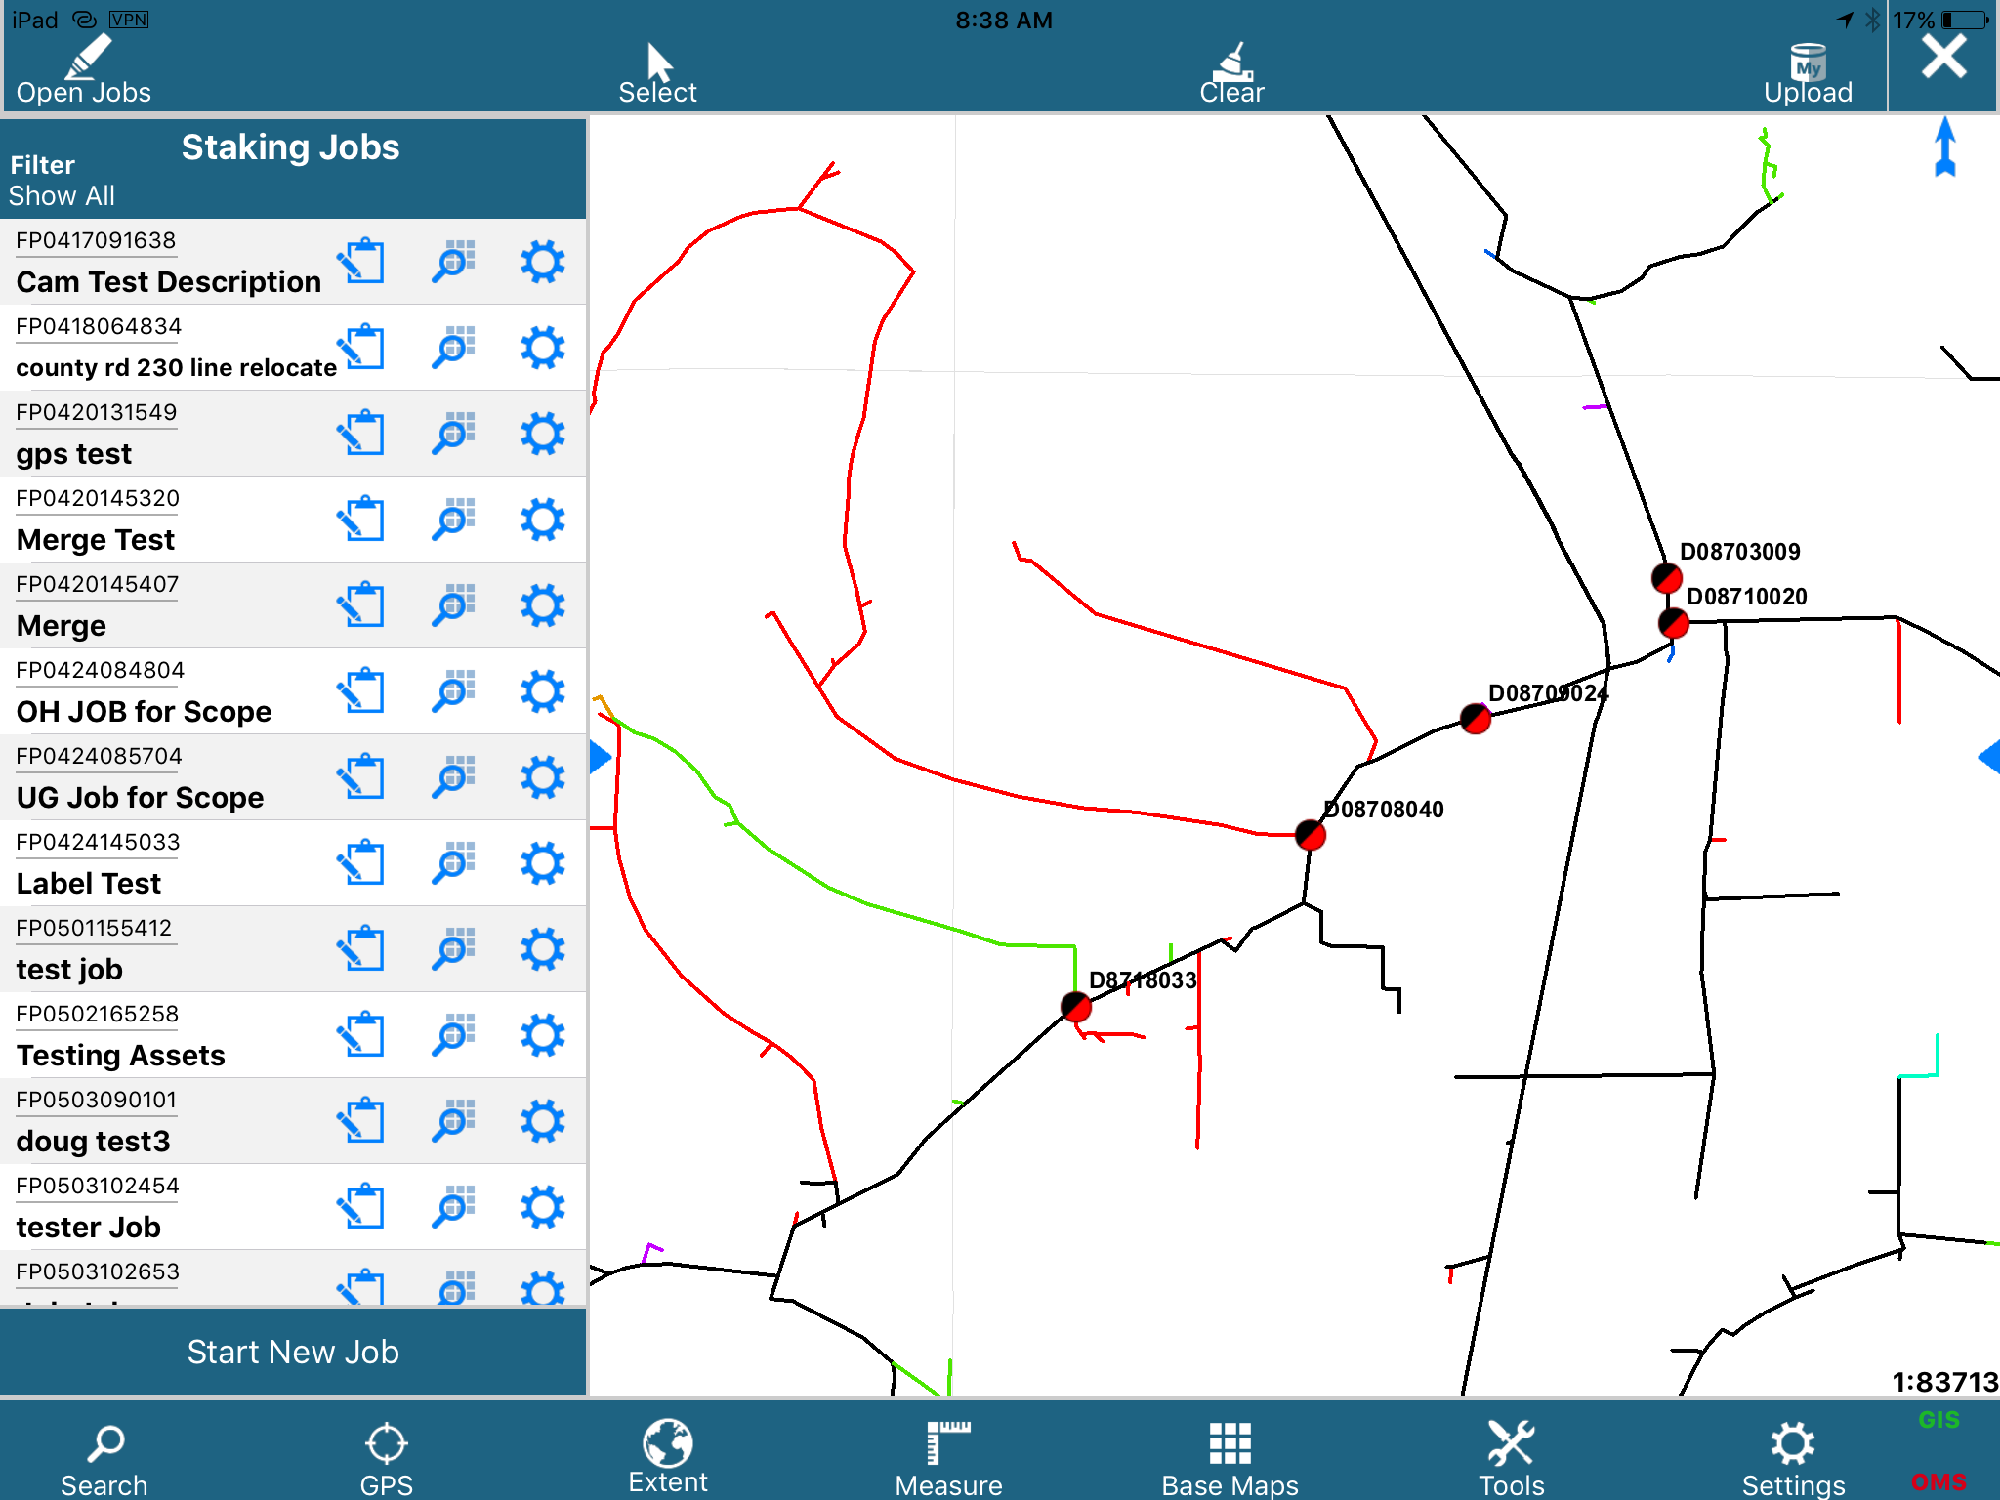 iPad VPN 8:38 AM 17%
Open Jobs Select Clear My Upload
Staking Jobs
Filter
Show All
FP0417091638
Cam Test Description
FP0418064834
county rd 230 line relocate
FP0420131549
gps test
FP0420145320
Merge Test
FP0420145407
Merge
FP0424084804
OH JOB for Scope
FP0424085704
UG Job for Scope
FP0424145033
Label Test
FP0501155412
test job
FP0502165258
Testing Assets
FP0503090101
doug test3
FP0503102454
tester Job
FP0503102653
Start New Job
D08703009
D08710020
D08709024
D08708040
D8718033
1:83713
GIS
Search GPS Extent Measure Base Maps Tools Settings OMS